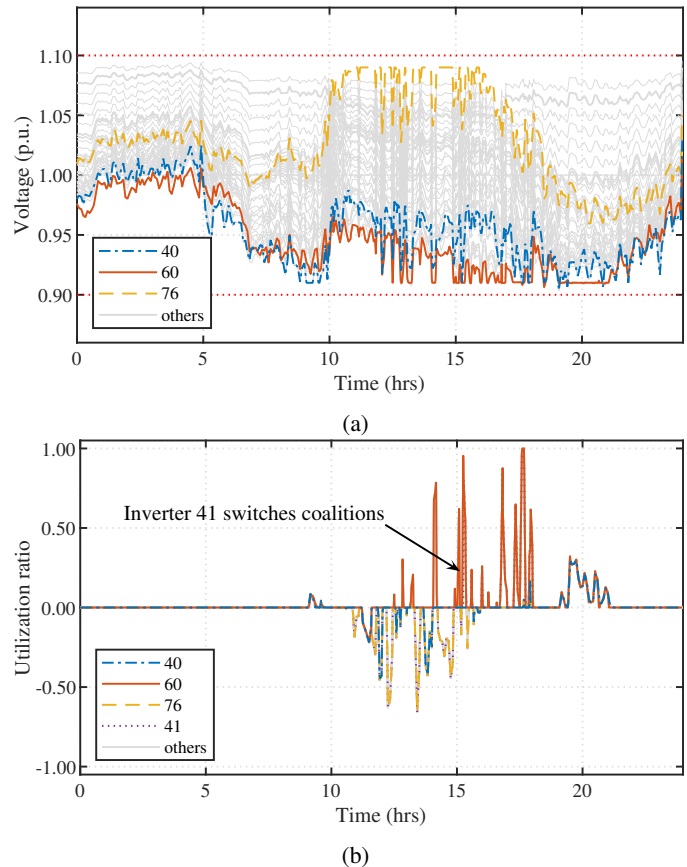 1.10
1.05
1.00
0.95
0.90
Voltage (p.u.)
40
60
76
others
0 5 10 15 20
Time (hrs)
(a)
1.00
0.50
0.00
-0.50
-1.00
Utilization ratio
Inverter 41 switches coalitions
40
60
76
41
others
0 5 10 15 20
Time (hrs)
(b)